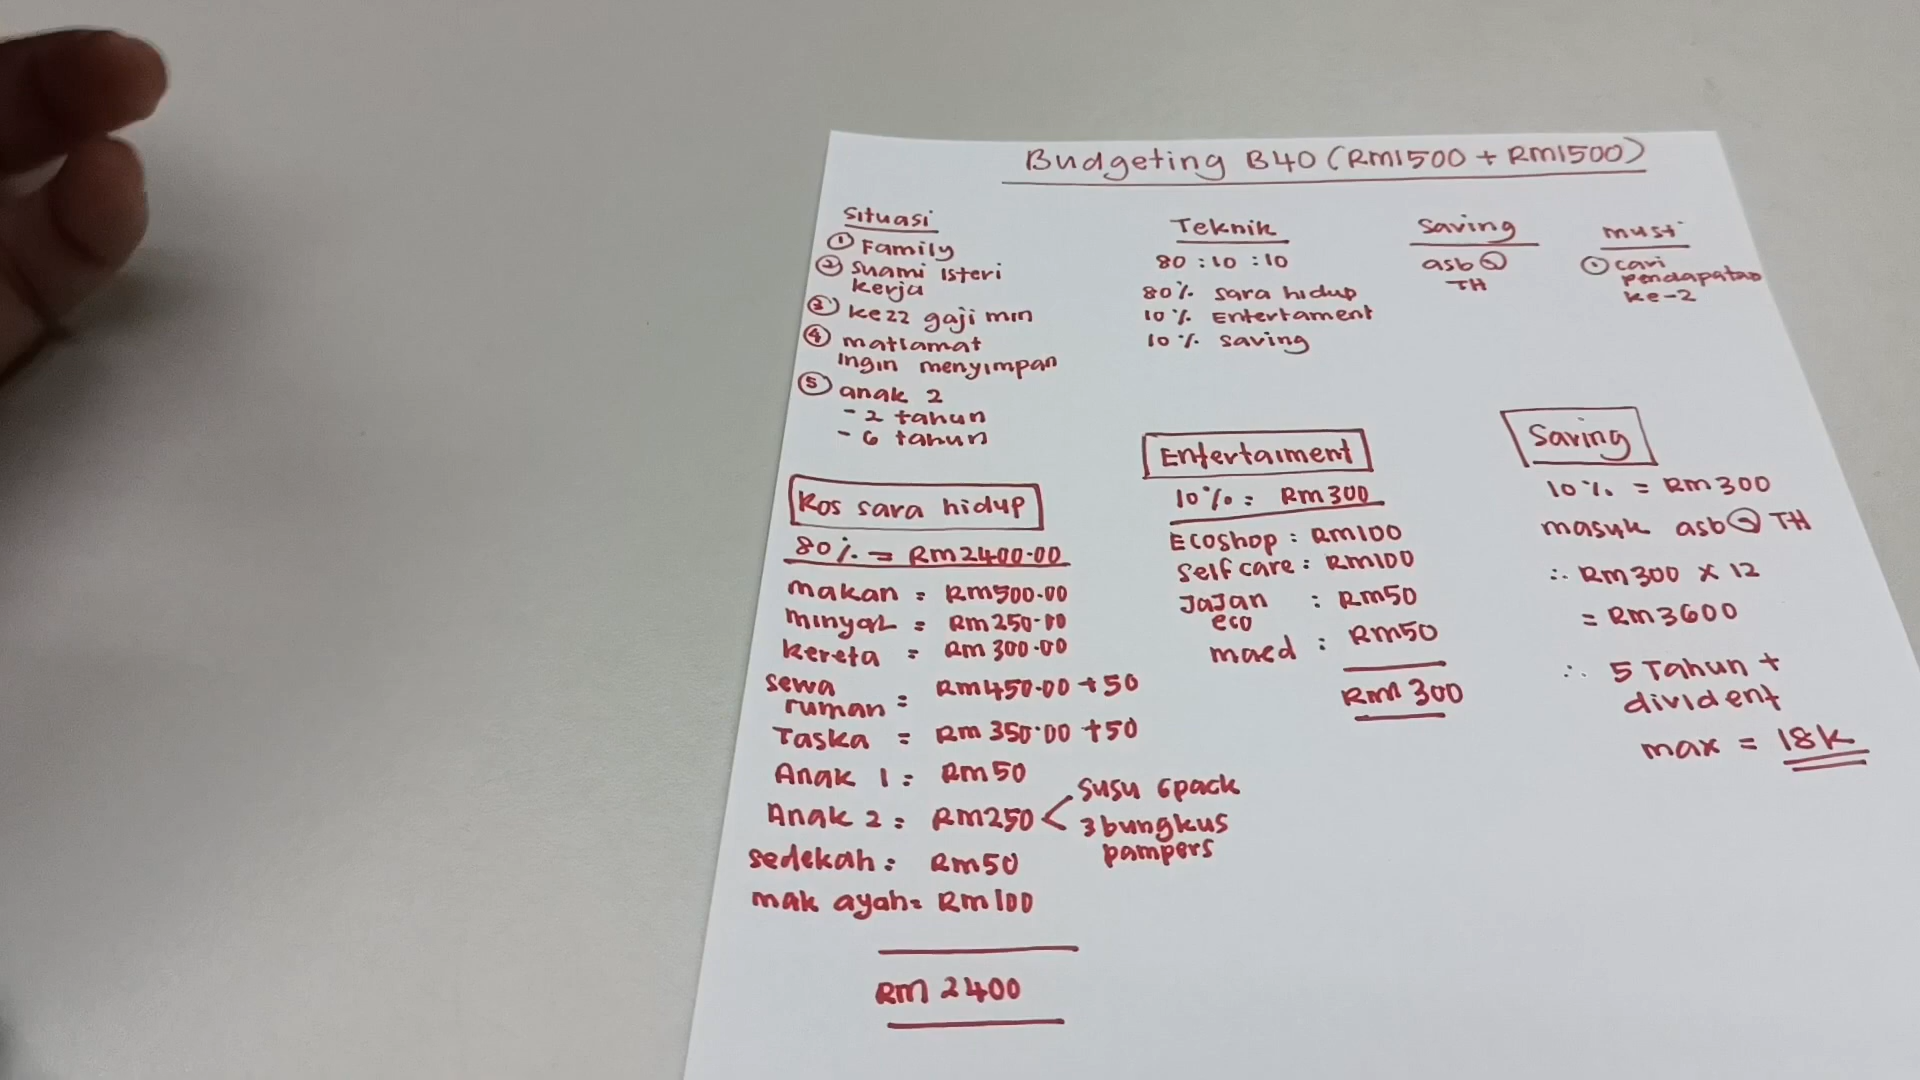 Budgeting B40 (RM1500 + RM1500)
Situasi
① Family
② Suami isteri
kerja
③ ke22 gaji min
④ matlamat
ingin menyimpan
⑤ anak 2
- 2 tahun
- 6 tahun
Teknik
80 : 10 : 10
80% sara hidup
10% Entertament
10% saving
Saving
asb
TH
must
① cari
pendapatan
ke-2
Kos sara hidup
80% = RM2400.00
makan = RM500.00
minyak = RM250.00
kereta = RM300.00
sewa
rumah = RM450.00 +50
Taska = RM350.00 +50
Anak 1 = RM50
Anak 2 = RM250 < susu 6pack
3 bungkus
pampers
sedekah = RM50
mak ayah = RM100
RM 2400
Entertaiment
10% = RM300
Ecoshop : RM100
Selfcare : RM100
JaJan : RM50
eco
maed : RM50
RM 300
Saving
10% = RM300
masuk asb TH
∴ RM300 x 12
= RM3600
∴ 5 Tahun +
divident
max = 18K